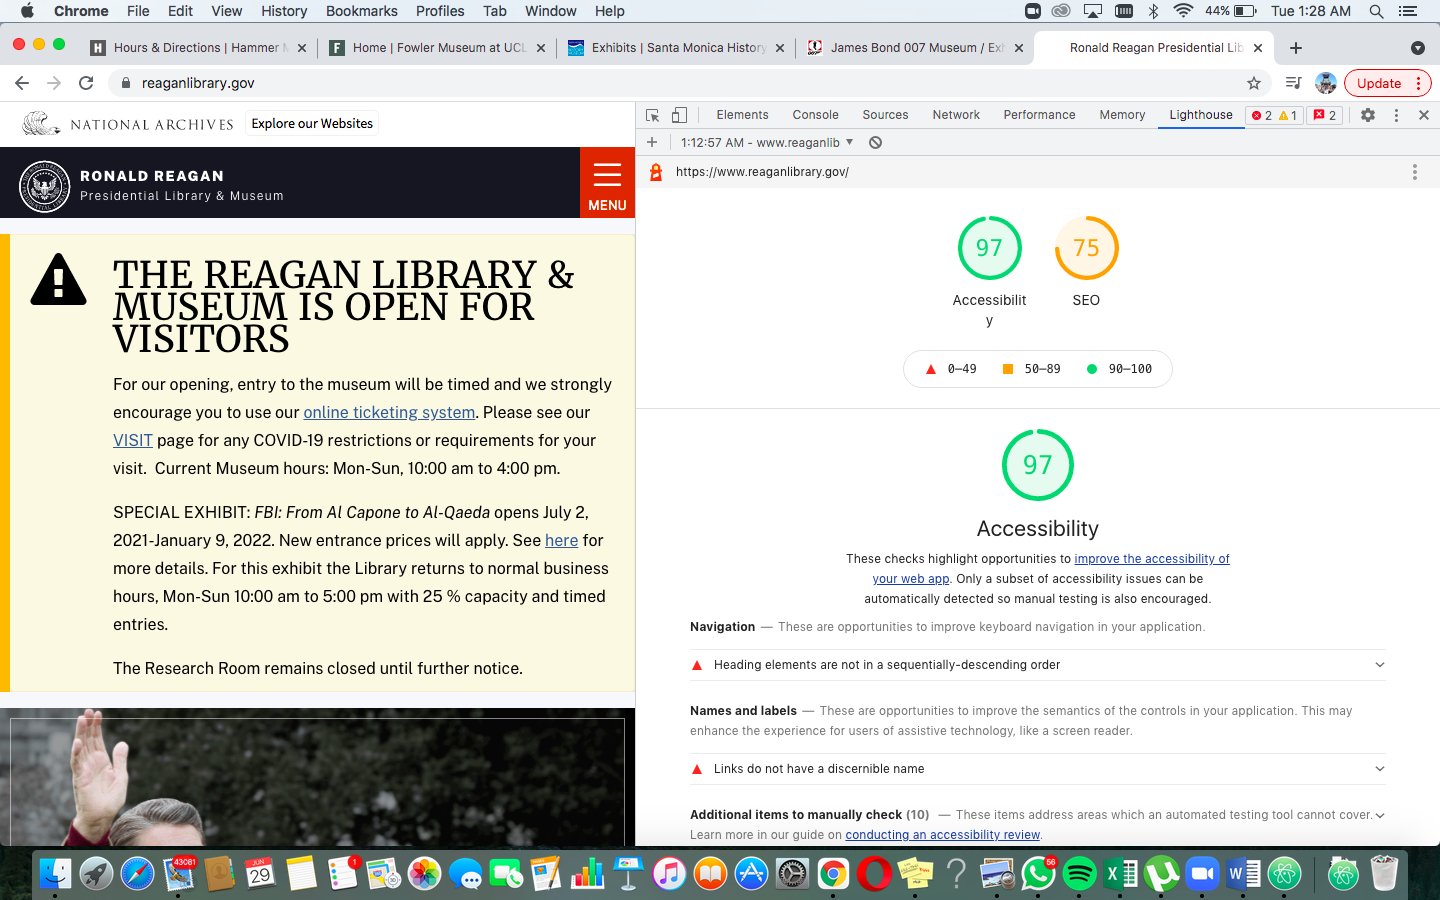 Chrome File Edit View History Bookmarks Profiles Tab Window Help 44% Tue 1:28 AM
H Hours & Directions | Hammer M
F Home | Fowler Museum at UCL
Exhibits | Santa Monica History
James Bond 007 Museum / Exh
Ronald Reagan Presidential Lib
reaganlibrary.gov
Update
NATIONAL ARCHIVES Explore our Websites
RONALD REAGAN
Presidential Library & Museum
MENU
THE REAGAN LIBRARY &
MUSEUM IS OPEN FOR
VISITORS
For our opening, entry to the museum will be timed and we strongly
encourage you to use our online ticketing system. Please see our
VISIT page for any COVID-19 restrictions or requirements for your
visit.  Current Museum hours: Mon-Sun, 10:00 am to 4:00 pm.
SPECIAL EXHIBIT: FBI: From Al Capone to Al-Qaeda opens July 2,
2021-January 9, 2022. New entrance prices will apply. See here for
more details. For this exhibit the Library returns to normal business
hours, Mon-Sun 10:00 am to 5:00 pm with 25 % capacity and timed
entries.
The Research Room remains closed until further notice.
Elements Console Sources Network Performance Memory Lighthouse 2 1 2
1:12:57 AM - www.reaganlib
https://www.reaganlibrary.gov/
97 75
Accessibilit SEO
y
0–49 50–89 90–100
97
Accessibility
These checks highlight opportunities to improve the accessibility of
your web app. Only a subset of accessibility issues can be
automatically detected so manual testing is also encouraged.
Navigation — These are opportunities to improve keyboard navigation in your application.
Heading elements are not in a sequentially-descending order
Names and labels — These are opportunities to improve the semantics of the controls in your application. This may
enhance the experience for users of assistive technology, like a screen reader.
Links do not have a discernible name
Additional items to manually check (10) — These items address areas which an automated testing tool cannot cover.
Learn more in our guide on conducting an accessibility review.
43081 JUN 29 1 56